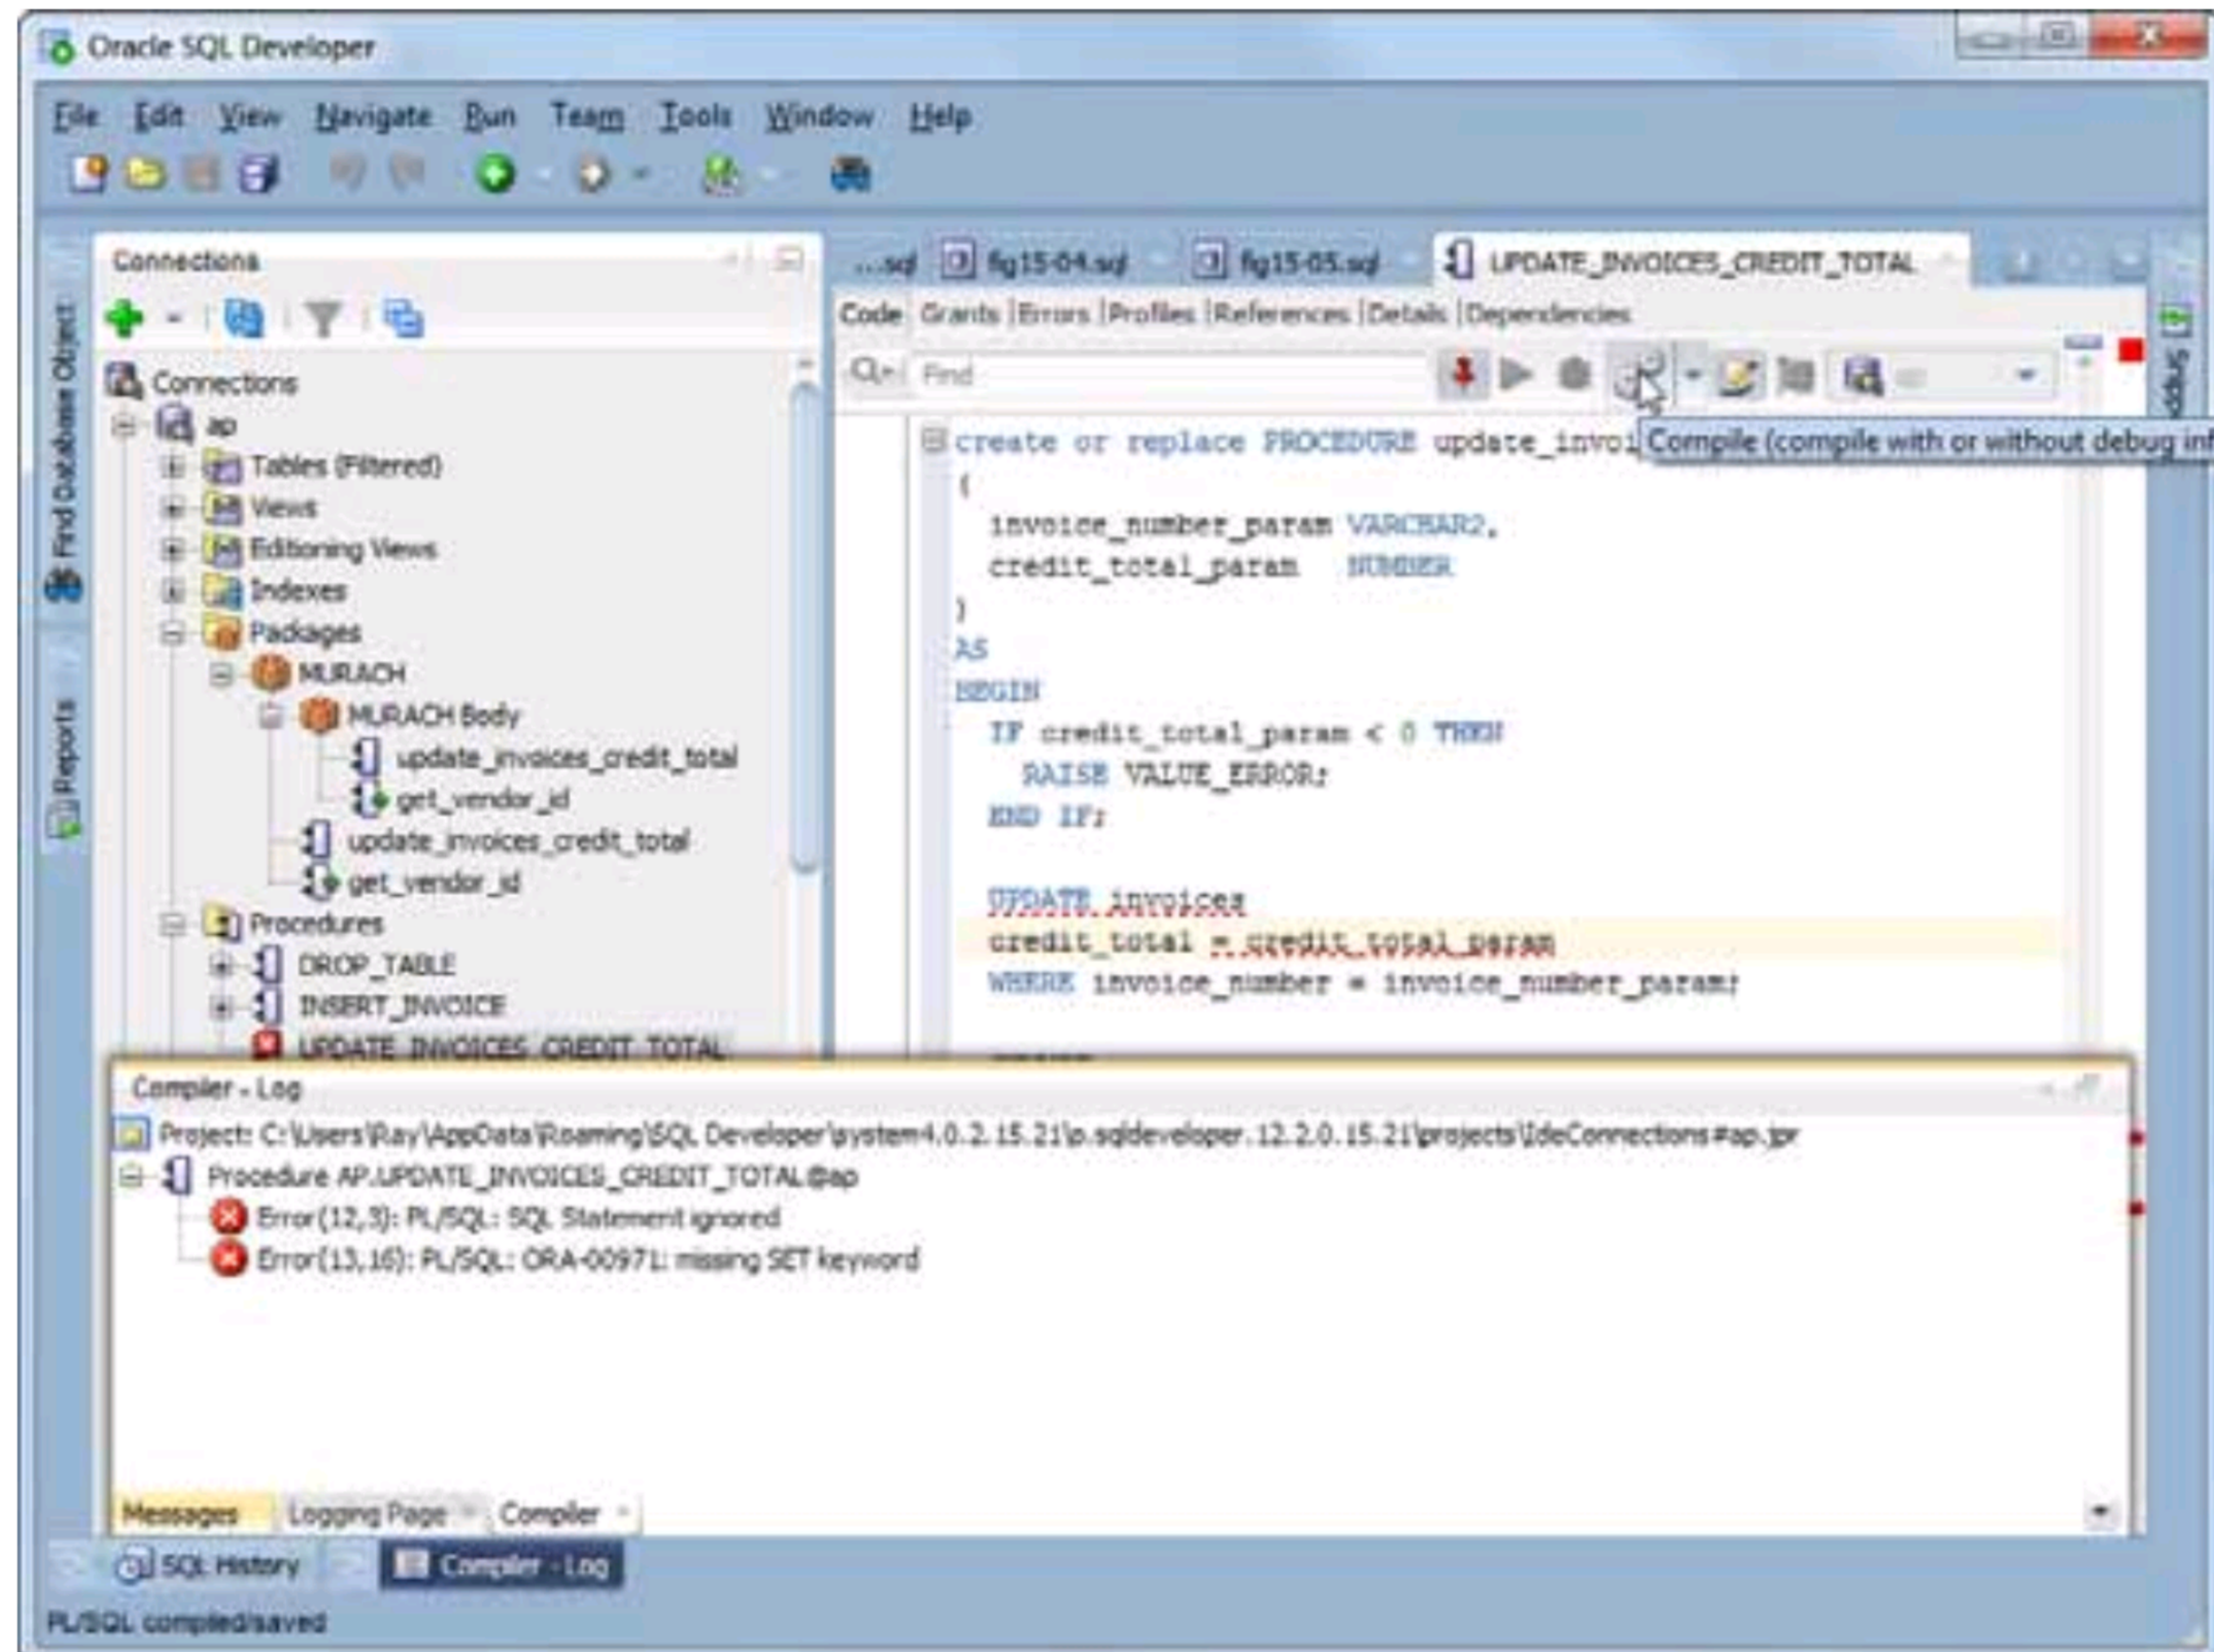 Oracle SQL Developer
File Edit View Navigate Run Team Tools Window Help
Find Database Object
Reports
Connections
Connections
ap
Tables (Filtered)
Views
Editioning Views
Indexes
Packages
MURACH
MURACH Body
update_invoices_credit_total
get_vendor_id
update_invoices_credit_total
get_vendor_id
Procedures
DROP_TABLE
INSERT_INVOICE
UPDATE_INVOICES_CREDIT_TOTAL
...sql fig15-04.sql fig15-05.sql UPDATE_INVOICES_CREDIT_TOTAL
Code Grants |Errors |Profiles |References |Details |Dependencies
Find
Snipp
create or replace PROCEDURE update_invoi
Compile (compile with or without debug inf
(
invoice_number_param VARCHAR2,
credit_total_param NUMBER
)
AS
BEGIN
IF credit_total_param < 0 THEN
RAISE VALUE_ERROR;
END IF;
UPDATE invoices
credit_total = credit_total_param
WHERE invoice_number = invoice_number_param;
Compiler - Log
Project: C:\Users\Ray\AppData\Roaming\SQL Developer\system4.0.2.15.21\o.sqldeveloper.12.2.0.15.21\projects\IdeConnections#ap.jpr
Procedure AP.UPDATE_INVOICES_CREDIT_TOTAL@ap
Error(12,3): PL/SQL: SQL Statement ignored
Error(13,16): PL/SQL: ORA-00971: missing SET keyword
Messages Logging Page Compiler
SQL History Compiler - Log
PL/SQL compiled/saved